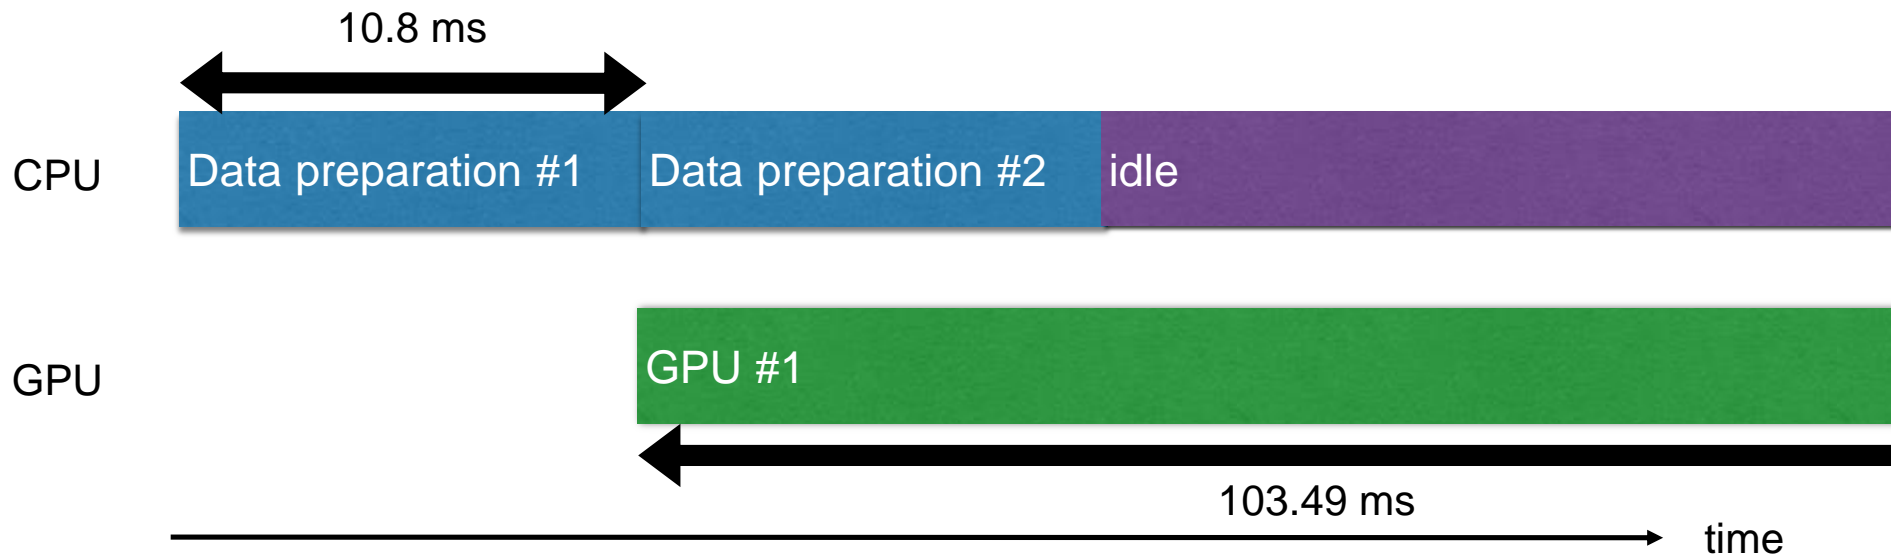 10.8 ms
CPU
Data preparation #1
Data preparation #2
idle
GPU
GPU #1
103.49 ms
time